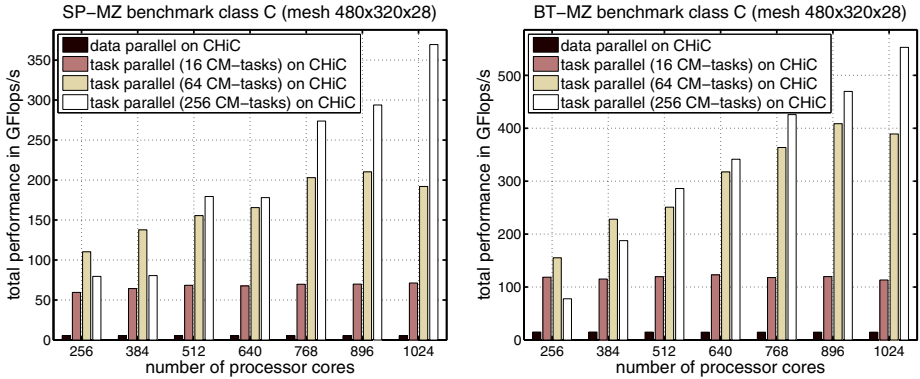 SP−MZ benchmark class C (mesh 480x320x28)
total performance in GFlops/s
350
300
250
200
150
100
50
0
data parallel on CHiC
task parallel (16 CM−tasks) on CHiC
task parallel (64 CM−tasks) on CHiC
task parallel (256 CM−tasks) on CHiC
256 384 512 640 768 896 1024
number of processor cores
BT−MZ benchmark class C (mesh 480x320x28)
total performance in GFlops/s
500
400
300
200
100
0
data parallel on CHiC
task parallel (16 CM−tasks) on CHiC
task parallel (64 CM−tasks) on CHiC
task parallel (256 CM−tasks) on CHiC
256 384 512 640 768 896 1024
number of processor cores